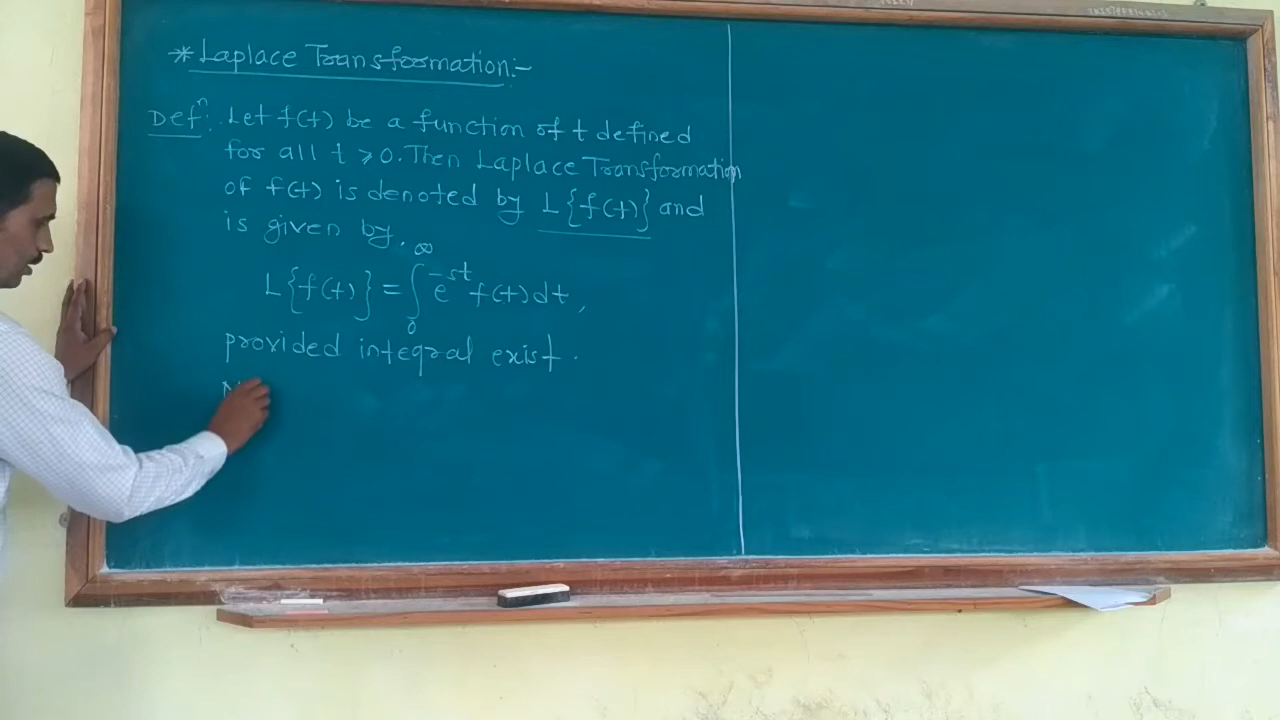 * Laplace Transformation:-
Defⁿ: Let f(t) be a function of t defined
for all t ≥ 0. Then Laplace Transformation
of f(t) is denoted by L{f(t)} and
is given by,
L{f(t)} = ∫₀^∞ e^{-st} f(t) dt,
provided integral exist.
N